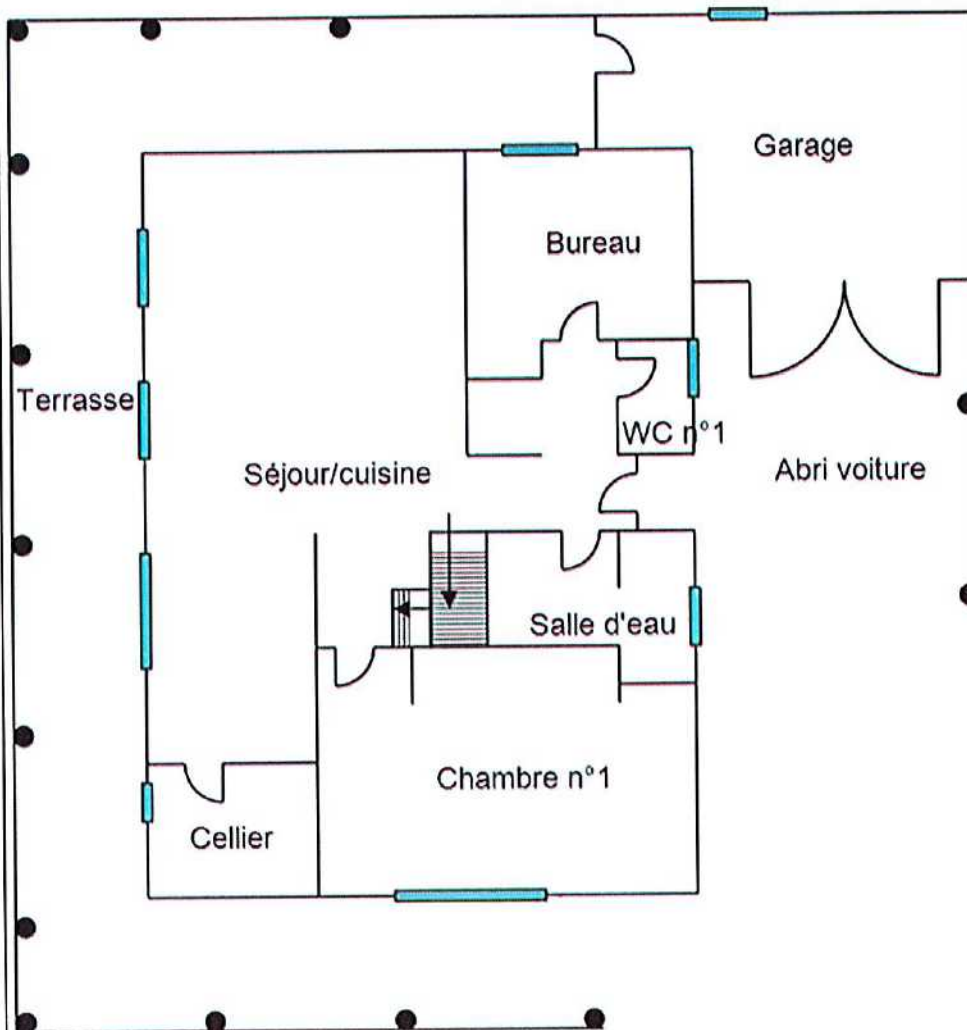 Garage
Bureau
Terrasse
WC n°1
Séjour/cuisine
Abri voiture
Salle d'eau
Chambre n°1
Cellier